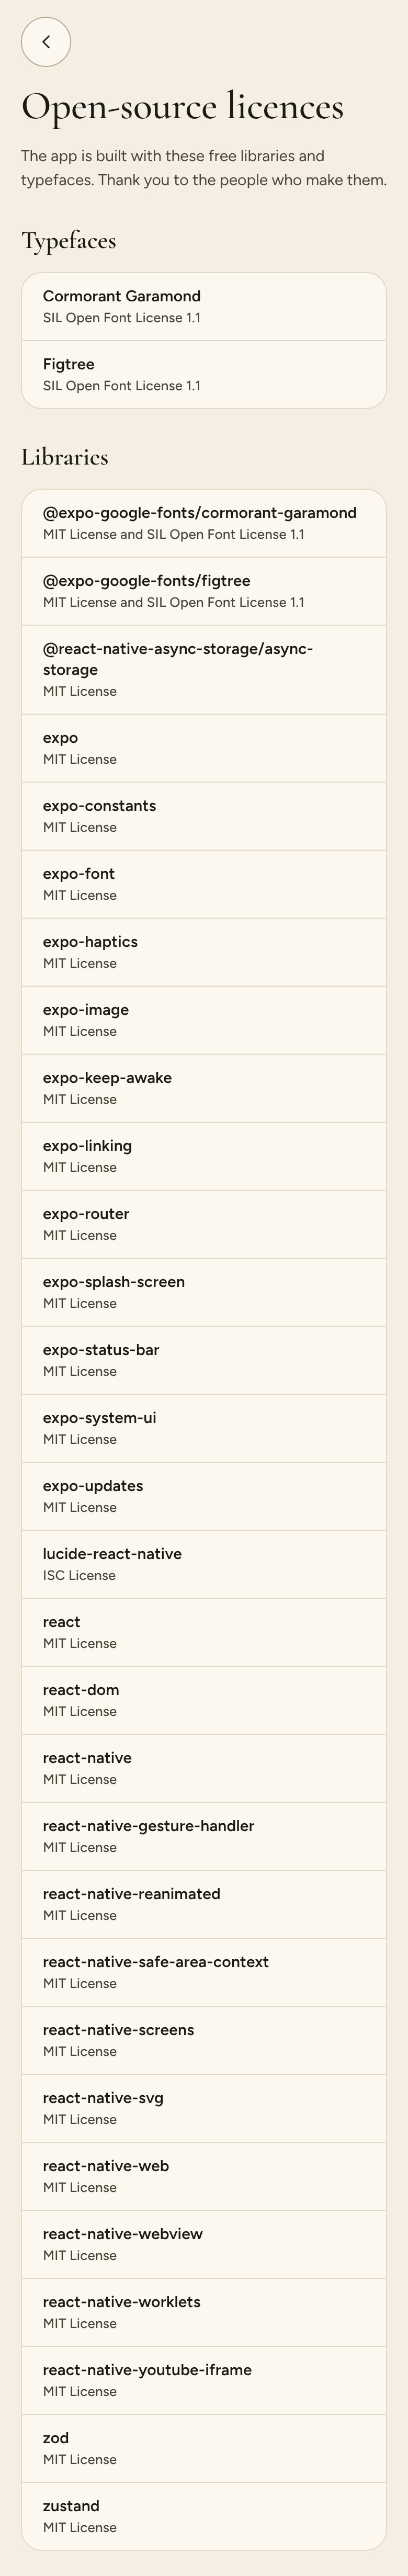 Open-source licences
The app is built with these free libraries and
typefaces. Thank you to the people who make them.
Typefaces
Cormorant Garamond
SIL Open Font License 1.1
Figtree
SIL Open Font License 1.1
Libraries
@expo-google-fonts/cormorant-garamond
MIT License and SIL Open Font License 1.1
@expo-google-fonts/figtree
MIT License and SIL Open Font License 1.1
@react-native-async-storage/async-
storage
MIT License
expo
MIT License
expo-constants
MIT License
expo-font
MIT License
expo-haptics
MIT License
expo-image
MIT License
expo-keep-awake
MIT License
expo-linking
MIT License
expo-router
MIT License
expo-splash-screen
MIT License
expo-status-bar
MIT License
expo-system-ui
MIT License
expo-updates
MIT License
lucide-react-native
ISC License
react
MIT License
react-dom
MIT License
react-native
MIT License
react-native-gesture-handler
MIT License
react-native-reanimated
MIT License
react-native-safe-area-context
MIT License
react-native-screens
MIT License
react-native-svg
MIT License
react-native-web
MIT License
react-native-webview
MIT License
react-native-worklets
MIT License
react-native-youtube-iframe
MIT License
zod
MIT License
zustand
MIT License